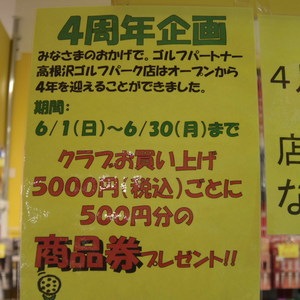 4周年企画
みなさまのおかげで。ゴルフパートナー
高根沢ゴルフパーク店はオープンから
4年を迎えることができました。
期間:
6/1(日)～6/30(月)まで
クラブお買い上げ
5000円(税込)ごとに
500円分の
商品券プレゼント!!
4
店
な